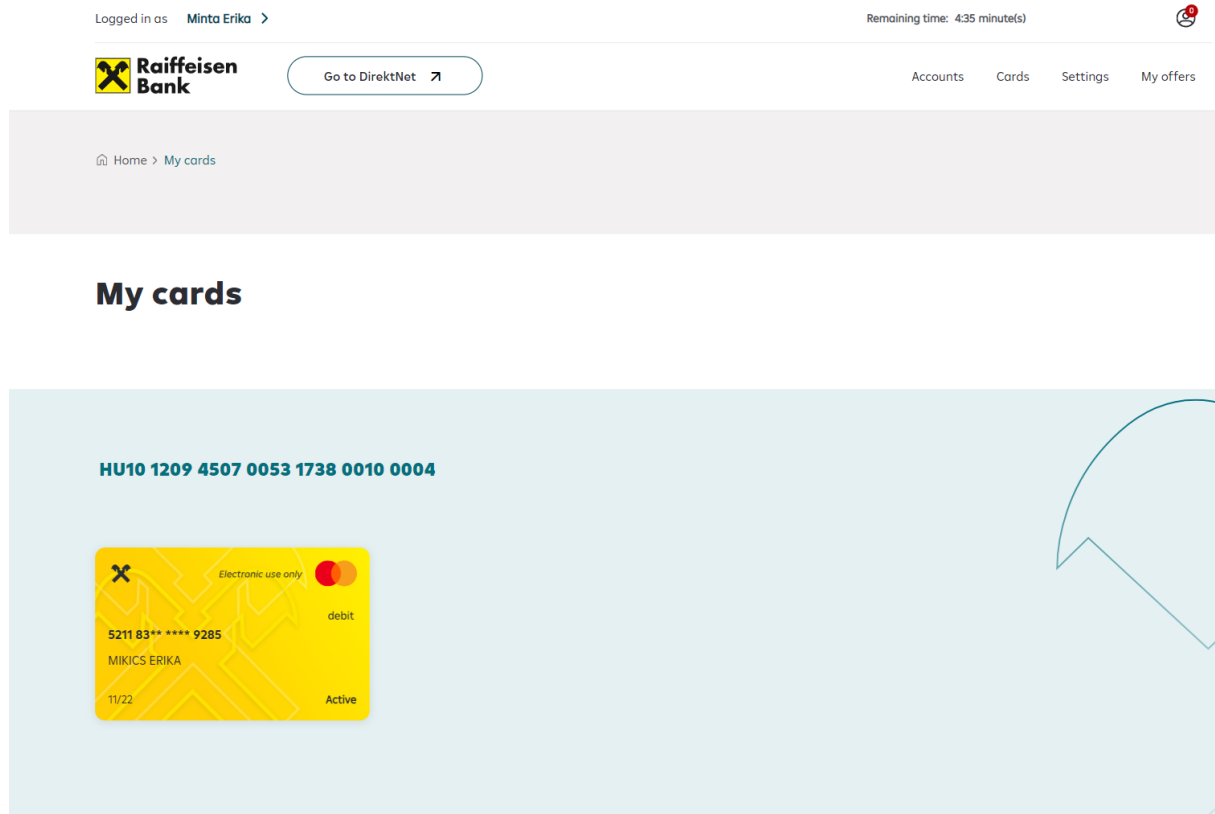 Logged in as Minta Erika >
Remaining time: 4:35 minute(s)
0
Raiffeisen
Bank
Go to DirektNet
Accounts Cards Settings My offers
Home > My cards
My cards
HU10 1209 4507 0053 1738 0010 0004
Electronic use only
debit
5211 83** **** 9285
MIKICS ERIKA
11/22 Active